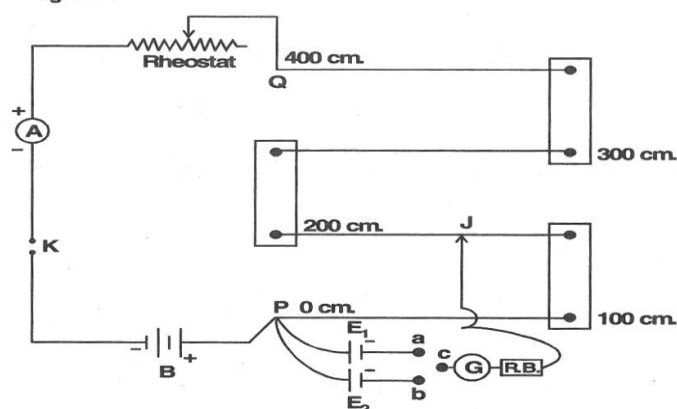 400 cm.
Rheostat
Q
+
A
–
300 cm.
K
200 cm.
J
P 0 cm.
100 cm.
E1
–
a
c
G
R.B.
– B +
–
b
E2